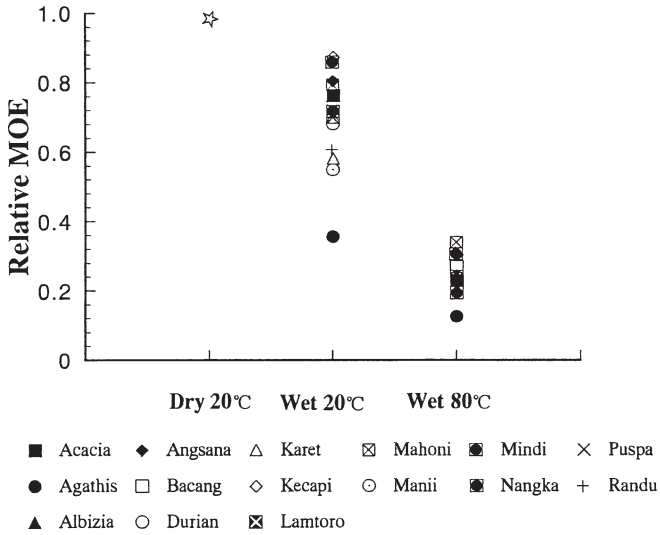 1.0
0.8
0.6
0.4
0.2
0
Relative MOE
Dry 20℃ Wet 20℃ Wet 80℃
Acacia Angsana Karet Mahoni Mindi Puspa
Agathis Bacang Kecapi Manii Nangka Randu
Albizia Durian Lamtoro